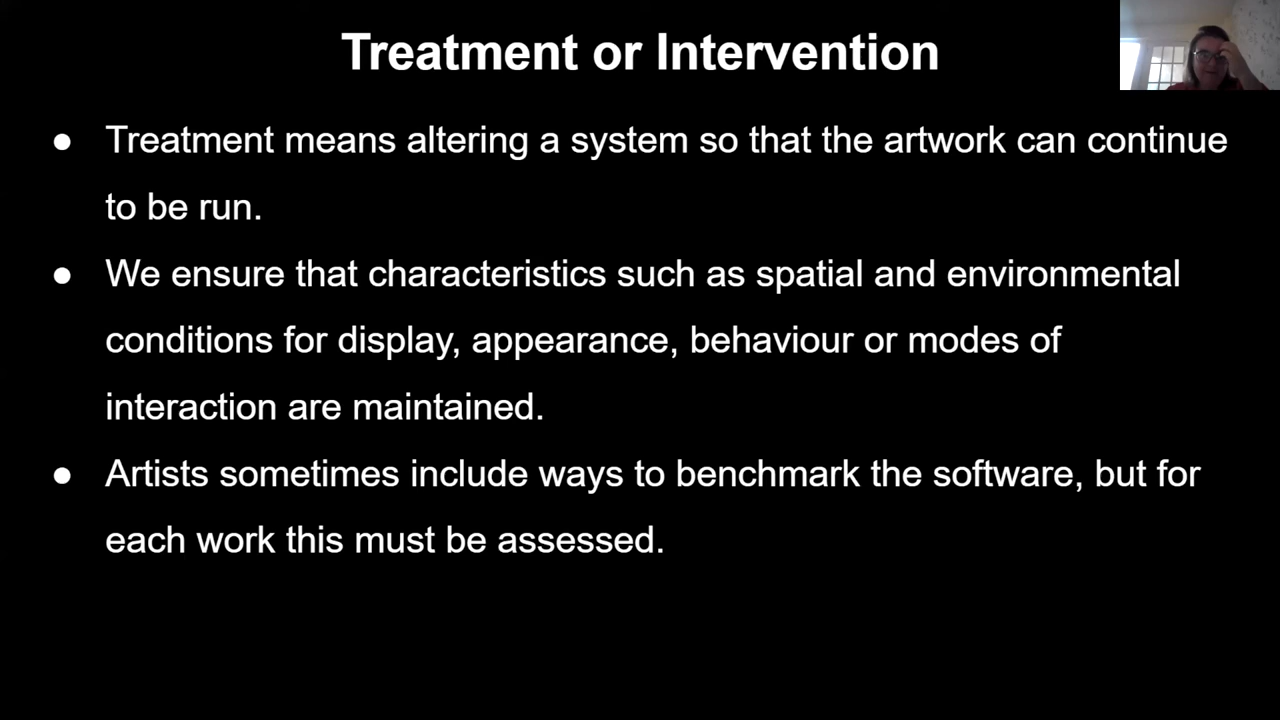 Treatment or Intervention
● Treatment means altering a system so that the artwork can continue
to be run.
● We ensure that characteristics such as spatial and environmental
conditions for display, appearance, behaviour or modes of
interaction are maintained.
● Artists sometimes include ways to benchmark the software, but for
each work this must be assessed.